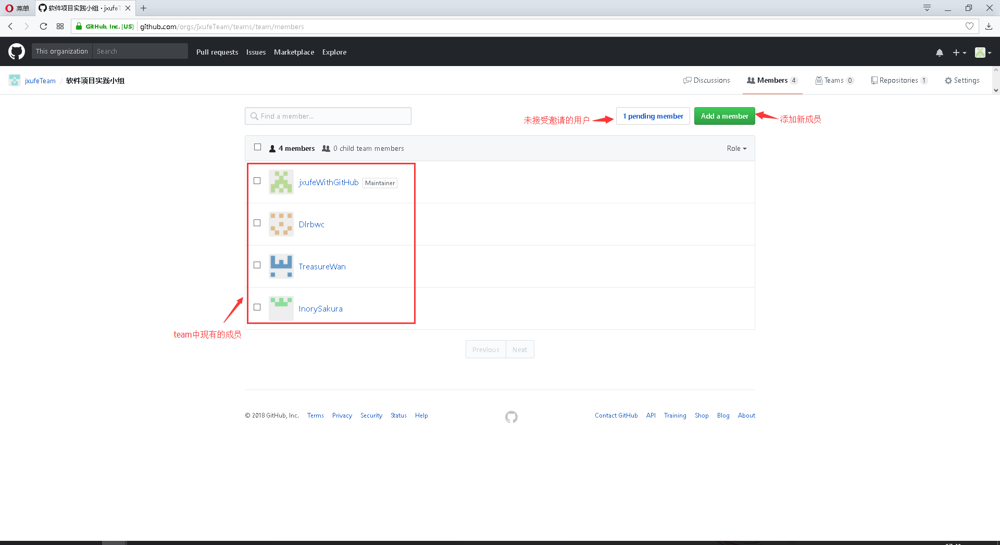 菜单
软件项目实践小组 · jxufeT
GitHub, Inc. [US]
github.com/orgs/jxufeTeam/teams/team/members
This organization
Search
Pull requests
Issues
Marketplace
Explore
jxufeTeam / 软件项目实践小组
Discussions
Members 4
Teams 0
Repositories 1
Settings
Find a member...
未接受邀请的用户
1 pending member
Add a member
添加新成员
4 members
0 child team members
Role
jxufeWithGitHub Maintainer
Dlrbwc
TreasureWan
InorySakura
team中现有的成员
Previous
Next
© 2018 GitHub, Inc.
Terms
Privacy
Security
Status
Help
Contact GitHub
API
Training
Shop
Blog
About